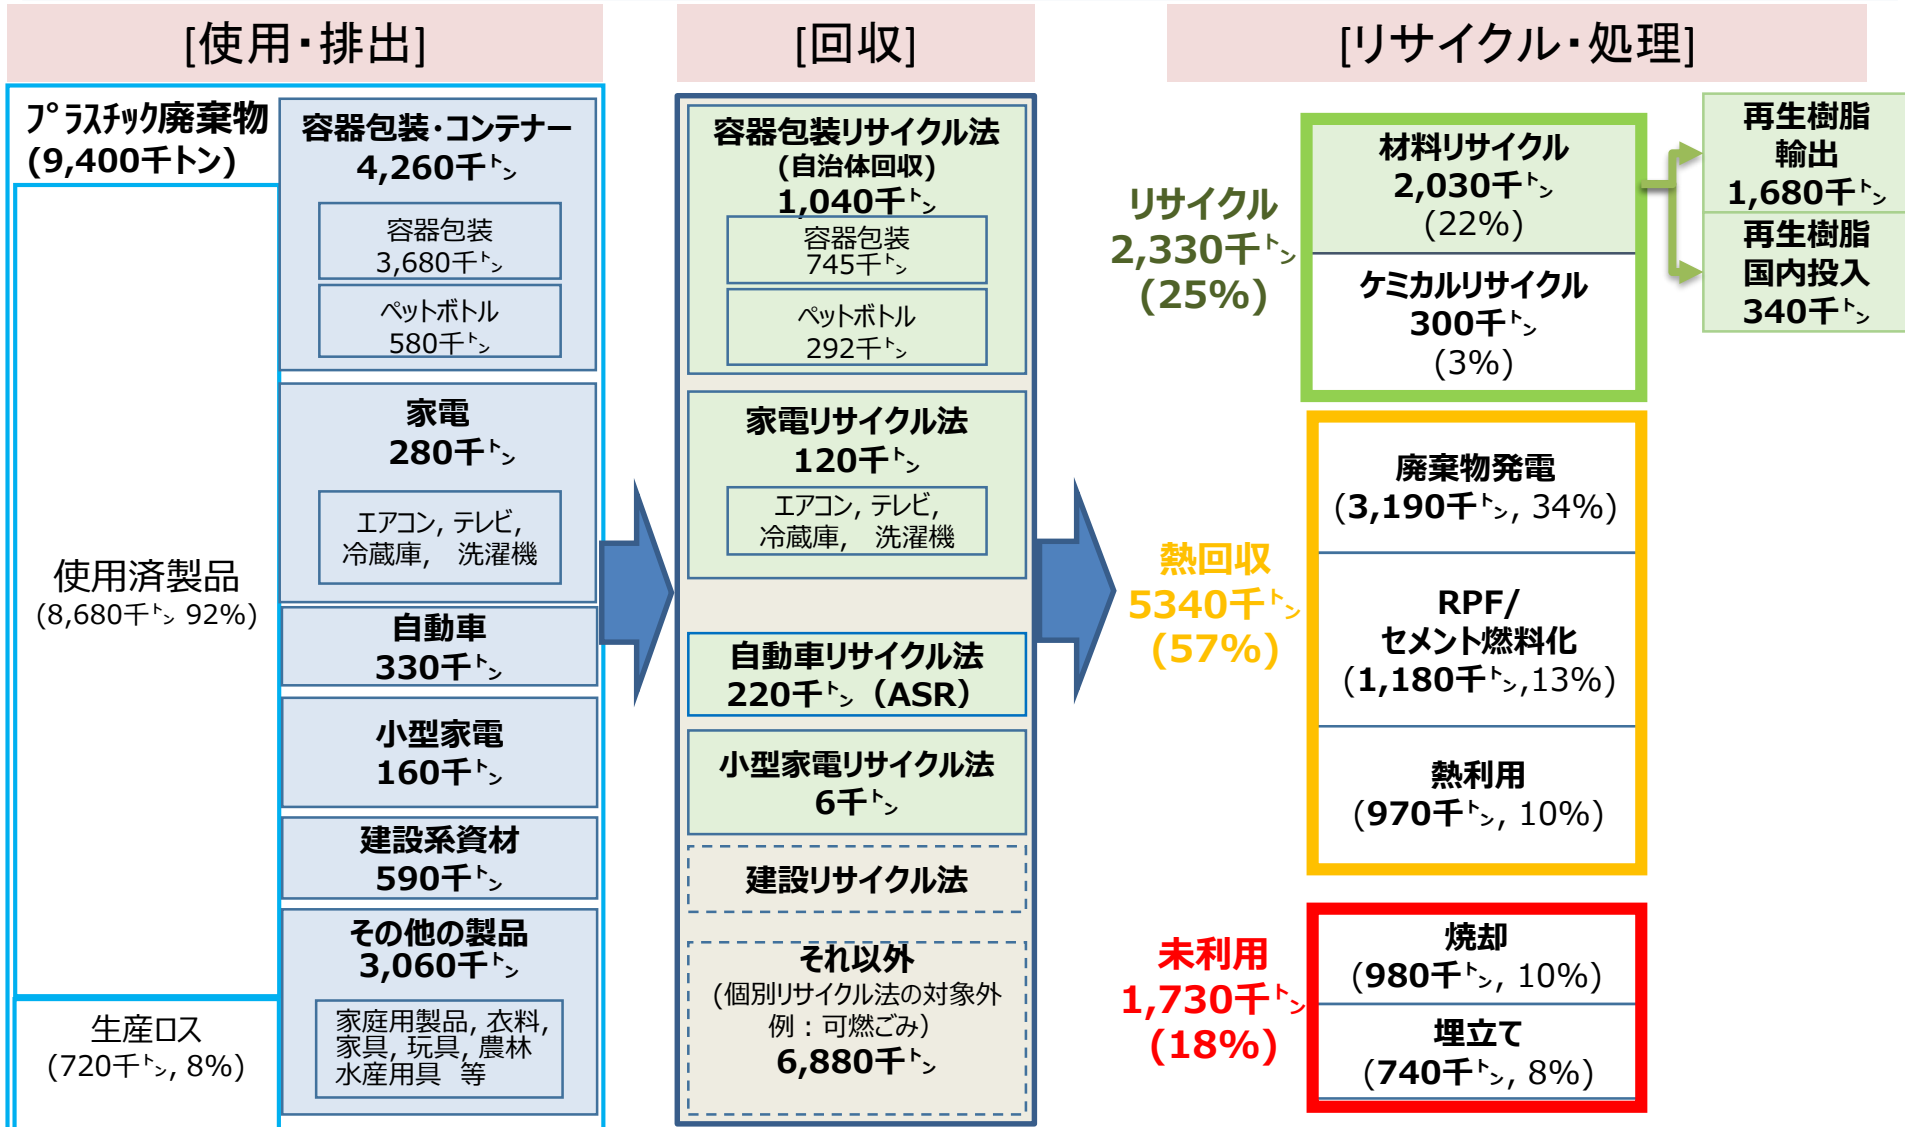 [使用・排出]
プラスチック廃棄物
(9,400千トン)
使用済製品
(8,680千トン 92%)
生産ロス
(720千トン, 8%)
容器包装・コンテナー
4,260千トン
容器包装
3,680千トン
ペットボトル
580千トン
家電
280千トン
エアコン, テレビ,
冷蔵庫, 洗濯機
自動車
330千トン
小型家電
160千トン
建設系資材
590千トン
その他の製品
3,060千トン
家庭用製品, 衣料,
家具, 玩具, 農林
水産用具 等
[回収]
容器包装リサイクル法
(自治体回収)
1,040千トン
容器包装
745千トン
ペットボトル
292千トン
家電リサイクル法
120千トン
エアコン, テレビ,
冷蔵庫, 洗濯機
自動車リサイクル法
220千トン（ASR）
小型家電リサイクル法
6千トン
建設リサイクル法
それ以外
(個別リサイクル法の対象外
例：可燃ごみ)
6,880千トン
[リサイクル・処理]
リサイクル
2,330千トン
(25%)
材料リサイクル
2,030千トン
(22%)
ケミカルリサイクル
300千トン
(3%)
再生樹脂
輸出
1,680千トン
再生樹脂
国内投入
340千トン
熱回収
5340千トン
(57%)
廃棄物発電
(3,190千トン, 34%)
RPF/
セメント燃料化
(1,180千トン,13%)
熱利用
(970千トン, 10%)
未利用
1,730千トン
(18%)
焼却
(980千トン, 10%)
埋立て
(740千トン, 8%)